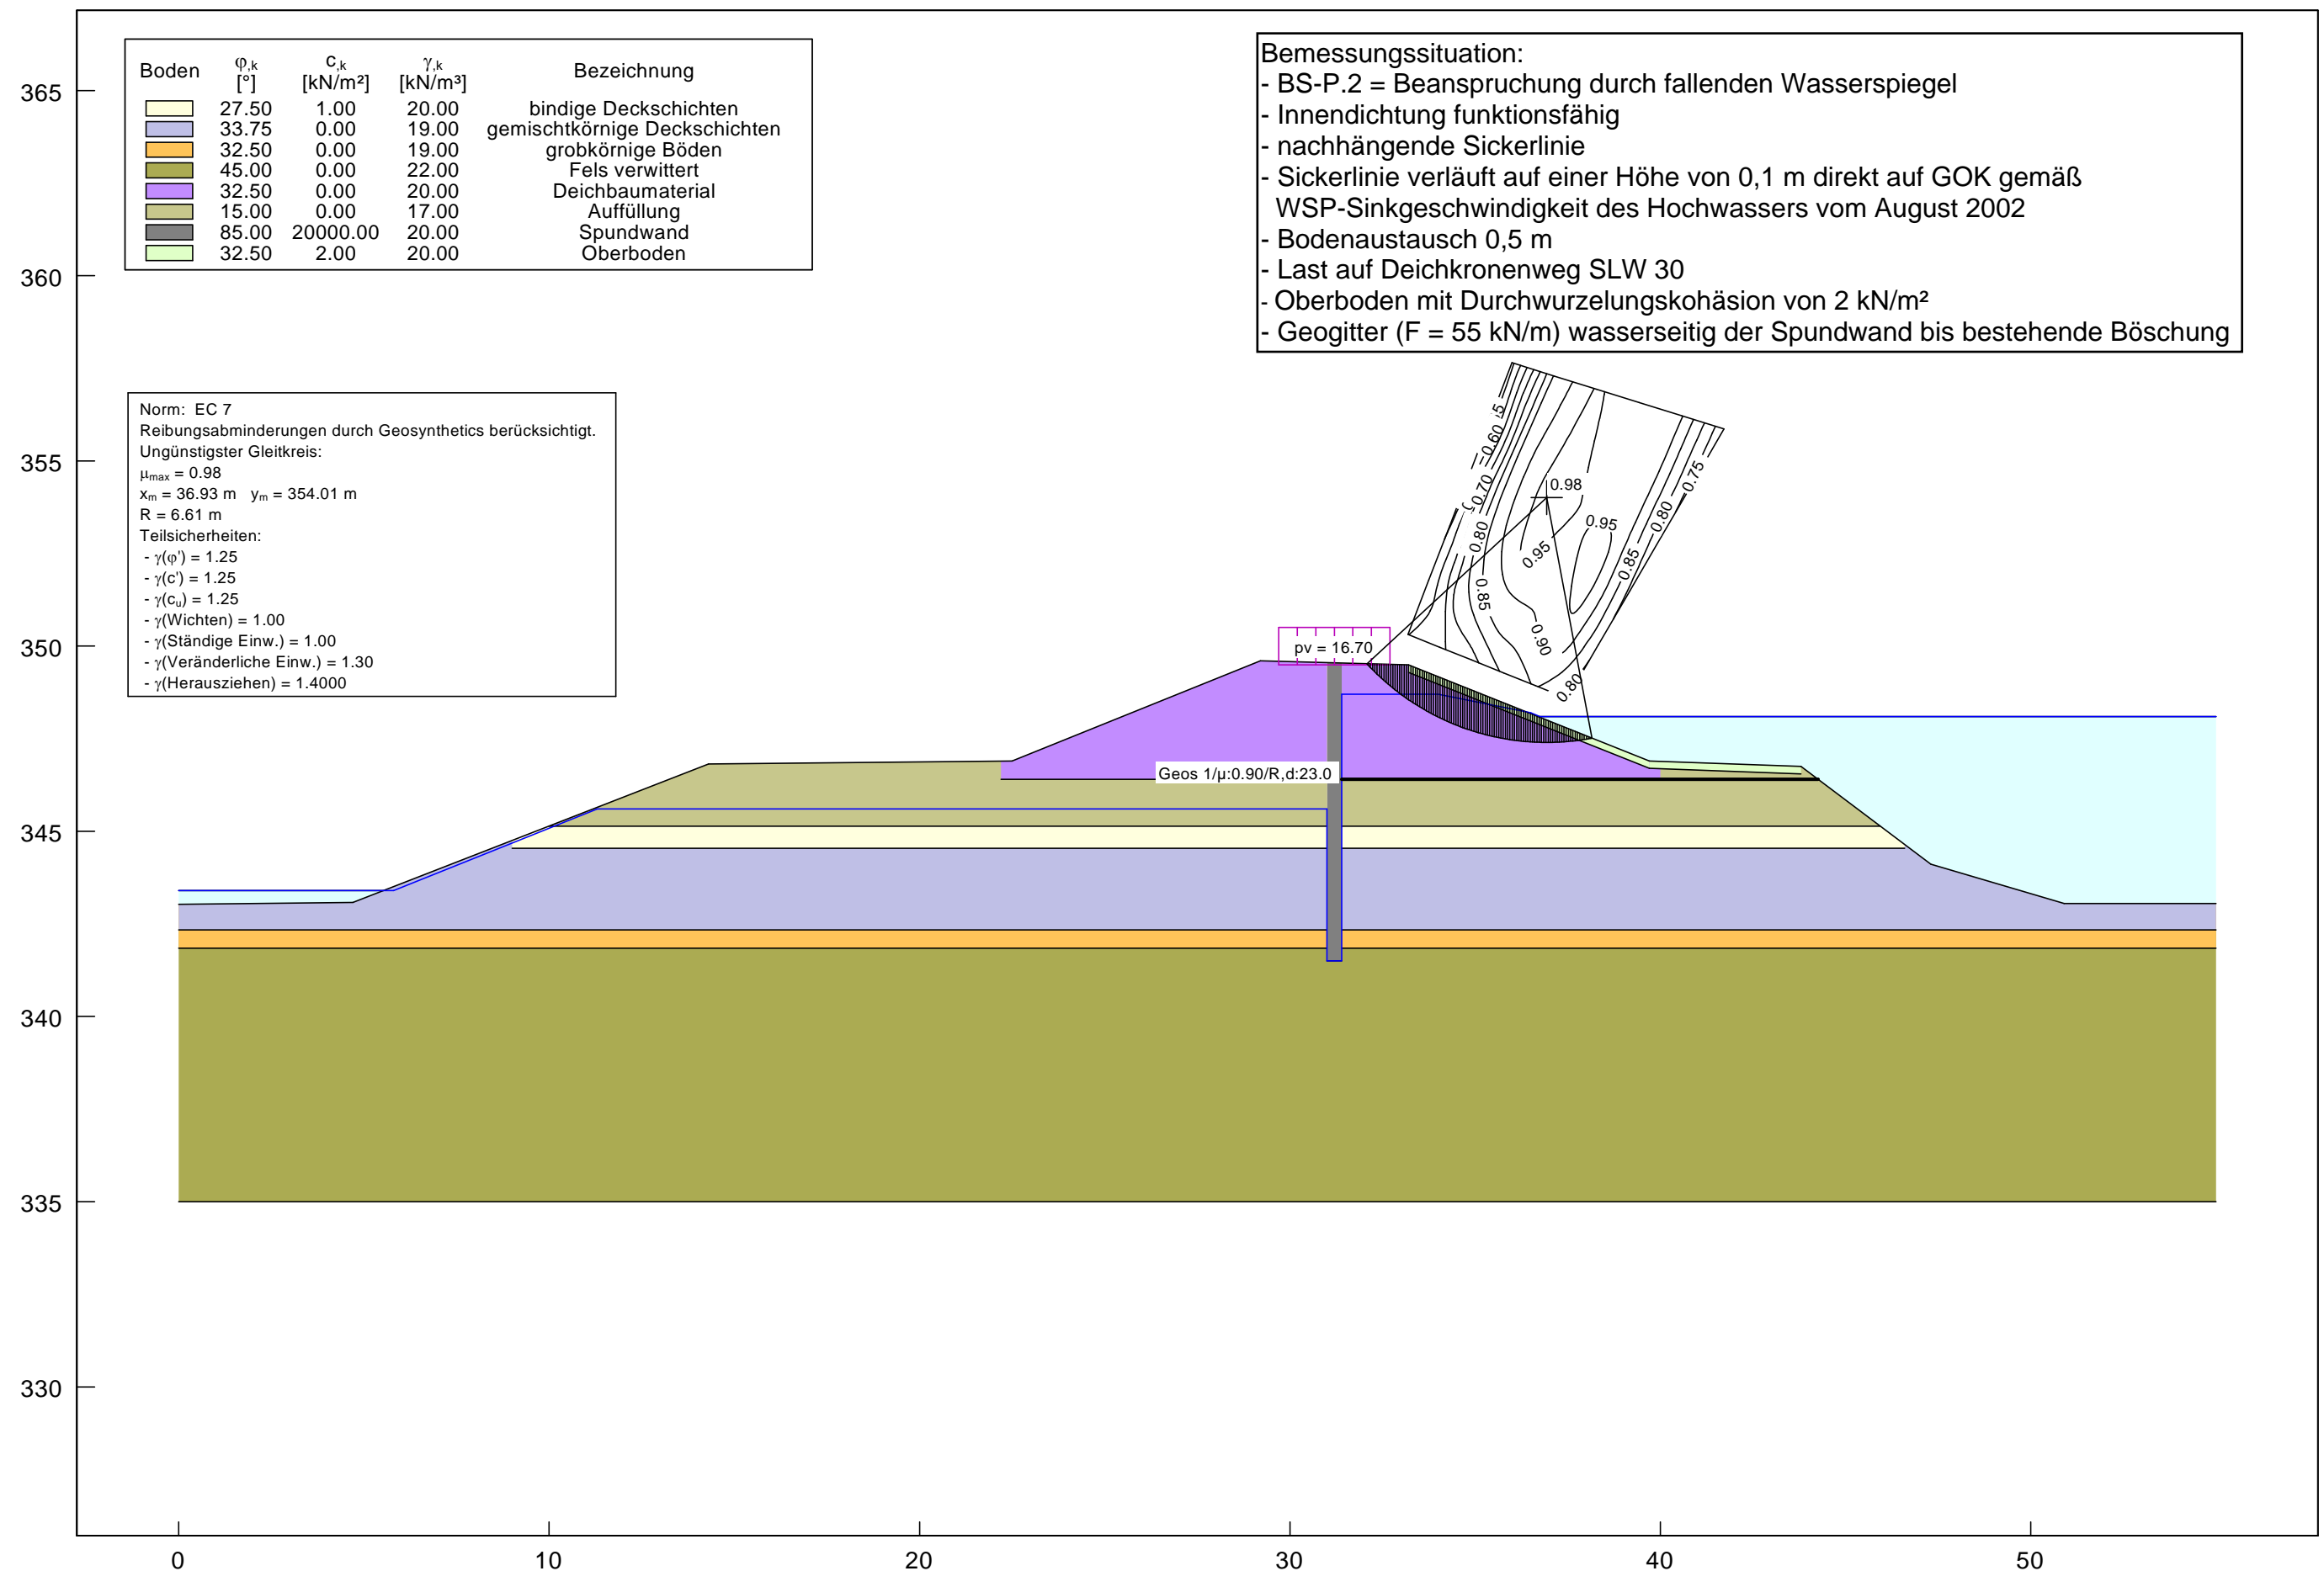 Boden φ,k [°] c,k [kN/m²] γ,k [kN/m³] Bezeichnung
27.50 1.00 20.00 bindige Deckschichten
33.75 0.00 19.00 gemischtkörnige Deckschichten
32.50 0.00 19.00 grobkörnige Böden
45.00 0.00 22.00 Fels verwittert
32.50 0.00 20.00 Deichbaumaterial
15.00 0.00 17.00 Auffüllung
85.00 20000.00 20.00 Spundwand
32.50 2.00 20.00 Oberboden
Bemessungssituation:
- BS-P.2 = Beanspruchung durch fallenden Wasserspiegel
- Innendichtung funktionsfähig
- nachhängende Sickerlinie
- Sickerlinie verläuft auf einer Höhe von 0,1 m direkt auf GOK gemäß
WSP-Sinkgeschwindigkeit des Hochwassers vom August 2002
- Bodenaustausch 0,5 m
- Last auf Deichkronenweg SLW 30
- Oberboden mit Durchwurzelungskohäsion von 2 kN/m²
- Geogitter (F = 55 kN/m) wasserseitig der Spundwand bis bestehende Böschung
Norm: EC 7
Reibungsabminderungen durch Geosynthetics berücksichtigt.
Ungünstigster Gleitkreis:
μmax = 0.98
xm = 36.93 m ym = 354.01 m
R = 6.61 m
Teilsicherheiten:
- γ(φ') = 1.25
- γ(c') = 1.25
- γ(cu) = 1.25
- γ(Wichten) = 1.00
- γ(Ständige Einw.) = 1.00
- γ(Veränderliche Einw.) = 1.30
- γ(Herausziehen) = 1.4000
0.60
0.70
0.75
0.98
0.80
0.95
0.80
0.95
0.85
0.85
0.90
0.80
pv = 16.70
Geos 1/μ:0.90/R,d:23.0
365
360
355
350
345
340
335
330
0 10 20 30 40 50